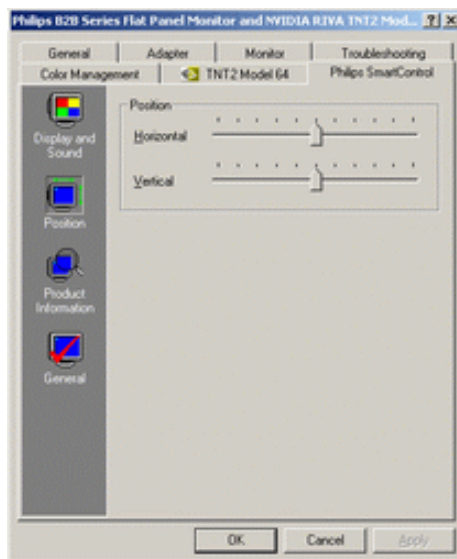 Philips B2B Series Flat Panel Monitor and NVIDIA RIVA TNT2 Mod... ? X
General Adapter Monitor Troubleshooting
Color Management TNT2 Model 64 Philips SmartControl
Display and
Sound
Position
Product
Information
General
Position
Horizontal
Vertical
OK Cancel Apply